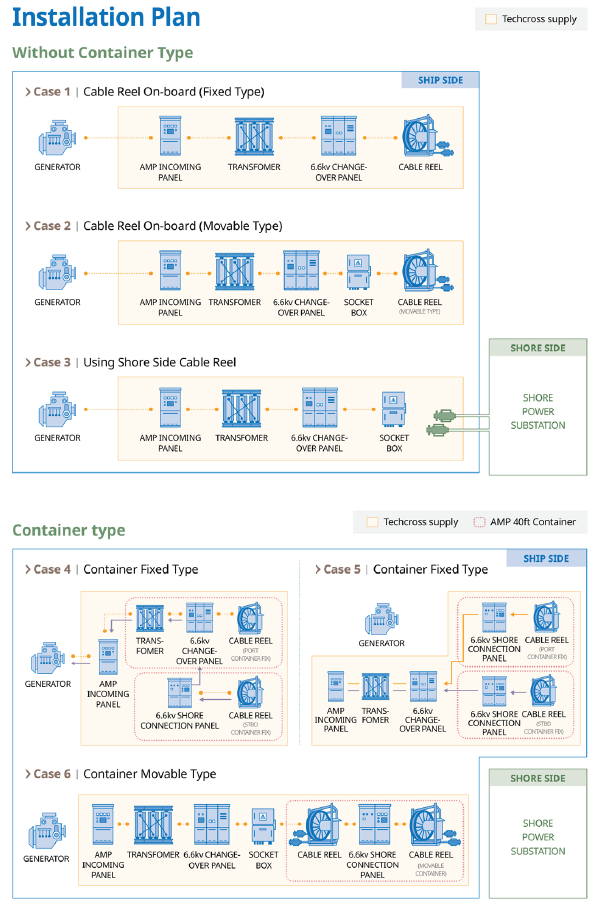 Installation Plan
Techcross supply
Without Container Type
SHIP SIDE
Case 1 | Cable Reel On-board (Fixed Type)
GENERATOR
AMP INCOMING
PANEL
TRANSFOMER
6.6kv CHANGE-
OVER PANEL
CABLE REEL
Case 2 | Cable Reel On-board (Movable Type)
GENERATOR
AMP INCOMING
PANEL
TRANSFOMER
6.6kv CHANGE-
OVER PANEL
SOCKET
BOX
CABLE REEL
(MOVABLE TYPE)
Case 3 | Using Shore Side Cable Reel
GENERATOR
AMP INCOMING
PANEL
TRANSFOMER
6.6kv CHANGE-
OVER PANEL
SOCKET
BOX
SHORE SIDE
SHORE
POWER
SUBSTATION
Container type
Techcross supply
AMP 40ft Container
SHIP SIDE
Case 4 | Container Fixed Type
GENERATOR
AMP
INCOMING
PANEL
TRANS-
FOMER
6.6kv
CHANGE-
OVER PANEL
CABLE REEL
(PORT
CONTAINER FIX)
6.6kv SHORE
CONNECTION PANEL
CABLE REEL
(STBD
CONTAINER FIX)
Case 5 | Container Fixed Type
GENERATOR
6.6kv SHORE
CONNECTION
PANEL
CABLE REEL
(PORT
CONTAINER FIX)
AMP
INCOMING
PANEL
TRANS-
FOMER
6.6kv
CHANGE-
OVER PANEL
6.6kv SHORE
CONNECTION
PANEL
CABLE REEL
(STBD
CONTAINER FIX)
Case 6 | Container Movable Type
GENERATOR
AMP
INCOMING
PANEL
TRANSFOMER
6.6kv CHANGE-
OVER PANEL
SOCKET
BOX
CABLE REEL
6.6kv SHORE
CONNECTION
PANEL
CABLE REEL
(MOVABLE
CONTAINER)
SHORE SIDE
SHORE
POWER
SUBSTATION